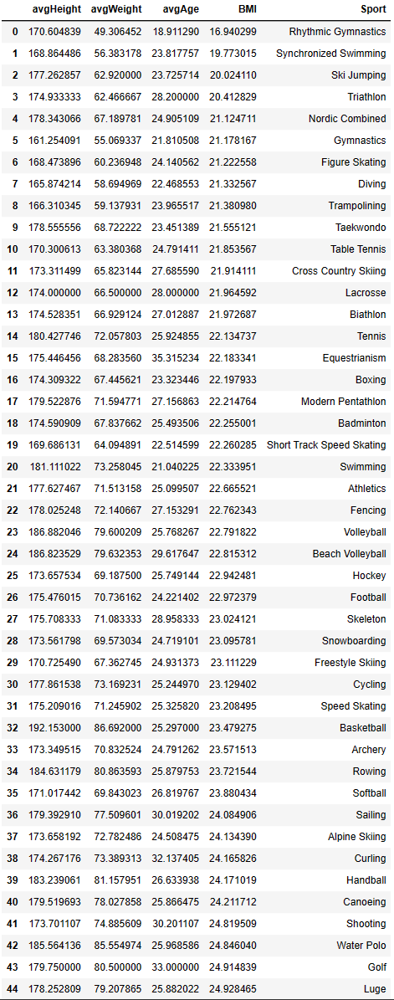 avgHeight avgWeight avgAge BMI Sport
0 170.604839 49.306452 18.911290 16.940299 Rhythmic Gymnastics
1 168.864486 56.383178 23.817757 19.773015 Synchronized Swimming
2 177.262857 62.920000 23.725714 20.024110 Ski Jumping
3 174.933333 62.466667 28.200000 20.412829 Triathlon
4 178.343066 67.189781 24.905109 21.124711 Nordic Combined
5 161.254091 55.069337 21.810508 21.178167 Gymnastics
6 168.473896 60.236948 24.140562 21.222558 Figure Skating
7 165.874214 58.694969 22.468553 21.332567 Diving
8 166.310345 59.137931 23.965517 21.380980 Trampolining
9 178.555556 68.722222 23.451389 21.555121 Taekwondo
10 170.300613 63.380368 24.791411 21.853567 Table Tennis
11 173.311499 65.823144 27.685590 21.914111 Cross Country Skiing
12 174.000000 66.500000 28.000000 21.964592 Lacrosse
13 174.528351 66.929124 27.012887 21.972687 Biathlon
14 180.427746 72.057803 25.924855 22.134737 Tennis
15 175.446456 68.283560 35.315234 22.183341 Equestrianism
16 174.309322 67.445621 23.323446 22.197933 Boxing
17 179.522876 71.594771 27.156863 22.214764 Modern Pentathlon
18 174.590909 67.837662 25.493506 22.255001 Badminton
19 169.686131 64.094891 22.514599 22.260285 Short Track Speed Skating
20 181.111022 73.258045 21.040225 22.333951 Swimming
21 177.627467 71.513158 25.099507 22.665521 Athletics
22 178.025248 72.140667 27.153291 22.762343 Fencing
23 186.882046 79.600209 25.768267 22.791822 Volleyball
24 186.823529 79.632353 29.617647 22.815312 Beach Volleyball
25 173.657534 69.187500 25.749144 22.942481 Hockey
26 175.476015 70.736162 24.221402 22.972379 Football
27 175.708333 71.083333 28.958333 23.024121 Skeleton
28 173.561798 69.573034 24.719101 23.095781 Snowboarding
29 170.725490 67.362745 24.931373 23.111229 Freestyle Skiing
30 177.861538 73.169231 25.244970 23.129402 Cycling
31 175.209016 71.245902 25.325820 23.208495 Speed Skating
32 192.153000 86.692000 25.297000 23.479275 Basketball
33 173.349515 70.832524 24.791262 23.571513 Archery
34 184.631179 80.863593 25.879753 23.721544 Rowing
35 171.017442 69.843023 26.819767 23.880434 Softball
36 179.392910 77.509601 30.019202 24.084906 Sailing
37 173.658192 72.782486 24.508475 24.134390 Alpine Skiing
38 174.267176 73.389313 32.137405 24.165826 Curling
39 183.239061 81.157951 26.633938 24.171019 Handball
40 179.519693 78.027858 25.866475 24.211712 Canoeing
41 173.701107 74.885609 30.201107 24.819509 Shooting
42 185.564136 85.554974 25.968586 24.846040 Water Polo
43 179.750000 80.500000 33.000000 24.914839 Golf
44 178.252809 79.207865 25.882022 24.928465 Luge